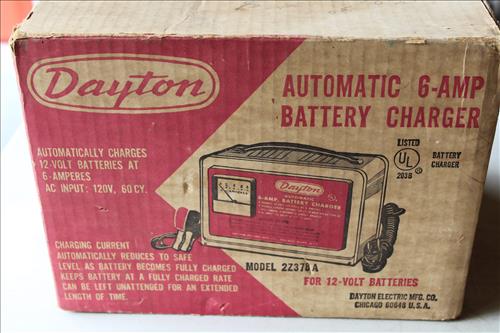 Dayton
AUTOMATIC 6-AMP
BATTERY CHARGER
AUTOMATICALLY CHARGES
12-VOLT BATTERIES AT
6-AMPERES
AC INPUT: 120V, 60 CY.
LISTED
UL
203B
®
BATTERY
CHARGER
Dayton
AUTOMATIC
6-AMP. BATTERY CHARGER
CHARGING CURRENT
AUTOMATICALLY REDUCES TO SAFE
LEVEL AS BATTERY BECOMES FULLY CHARGED
KEEPS BATTERY AT A FULLY CHARGED RATE
CAN BE LEFT UNATTENDED FOR AN EXTENDED
LENGTH OF TIME.
MODEL 2Z378A
FOR 12-VOLT BATTERIES
DAYTON ELECTRIC MFG. CO.
CHICAGO 60648 U.S.A.